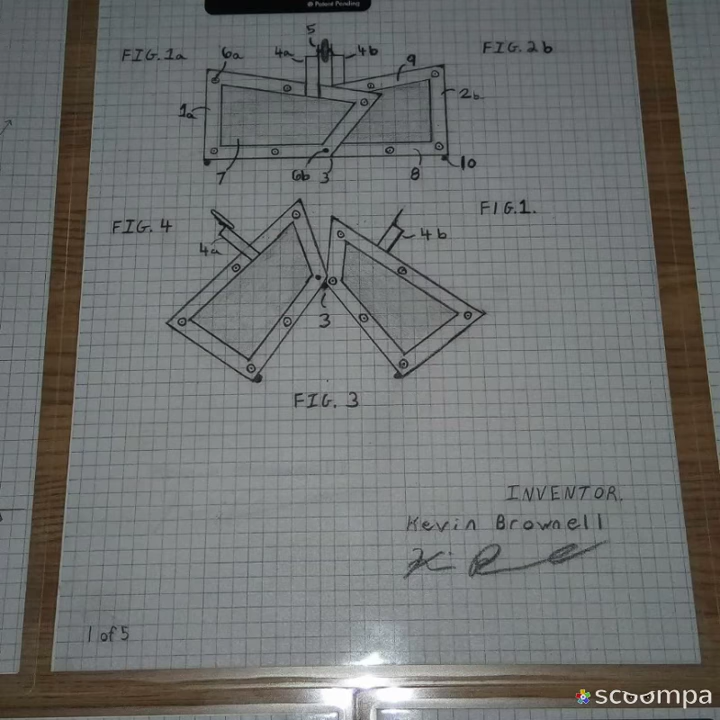 Patent Pending
5
FIG. 1a 6a 4a 4b FIG. 2b
9
1a 2b
7 6b 3 8 10
FIG. 4 FIG. 1.
4a 4b
3
FIG. 3
INVENTOR.
Kevin Brownell
1 of 5
scoompa